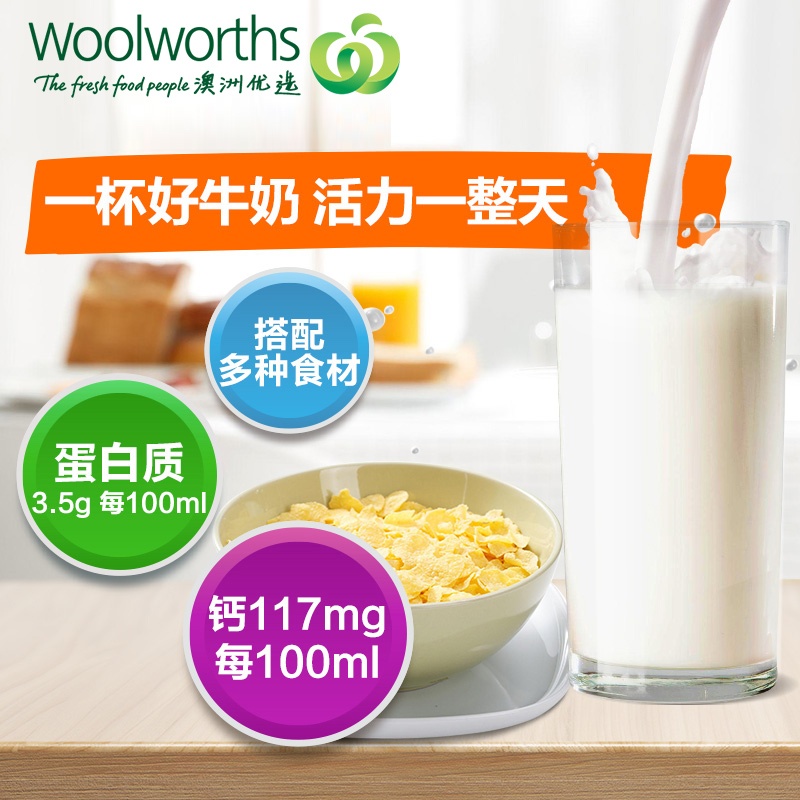 Woolworths
The fresh food people 澳洲优选
一杯好牛奶 活力一整天
搭配
多种食材
蛋白质
3.5g 每100ml
钙117mg
每100ml